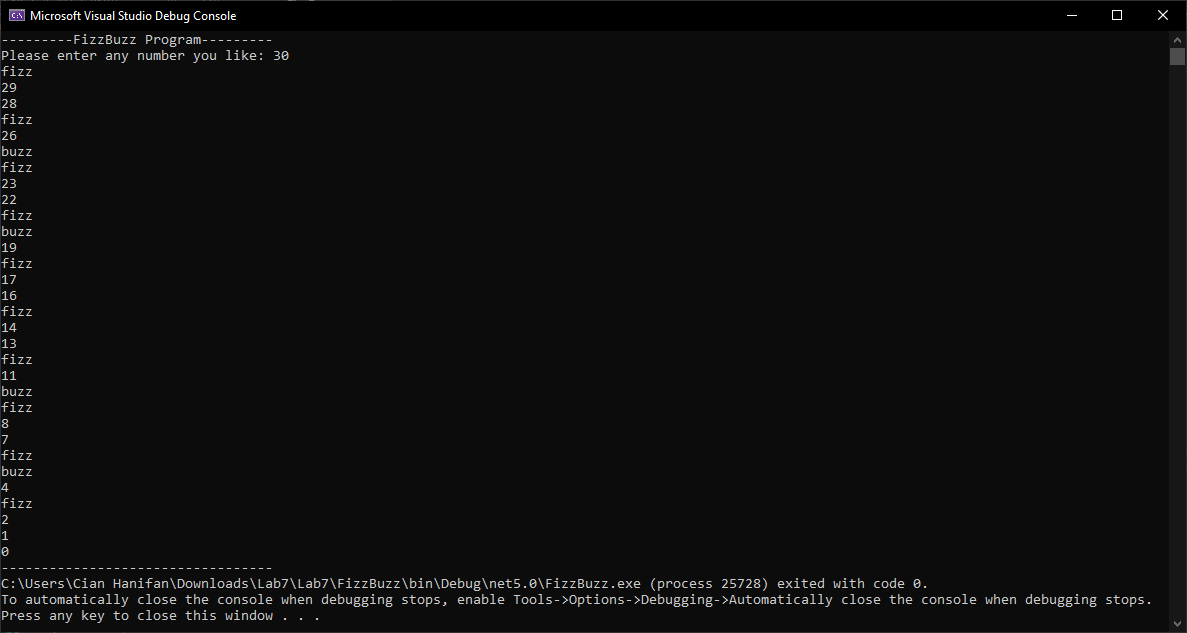 Microsoft Visual Studio Debug Console
---------FizzBuzz Program---------
Please enter any number you like: 30
fizz
29
28
fizz
26
buzz
fizz
23
22
fizz
buzz
19
fizz
17
16
fizz
14
13
fizz
11
buzz
fizz
8
7
fizz
buzz
4
fizz
2
1
0
----------------------------------
C:\Users\Cian Hanifan\Downloads\Lab7\Lab7\FizzBuzz\bin\Debug\net5.0\FizzBuzz.exe (process 25728) exited with code 0.
To automatically close the console when debugging stops, enable Tools->Options->Debugging->Automatically close the console when debugging stops.
Press any key to close this window . . .